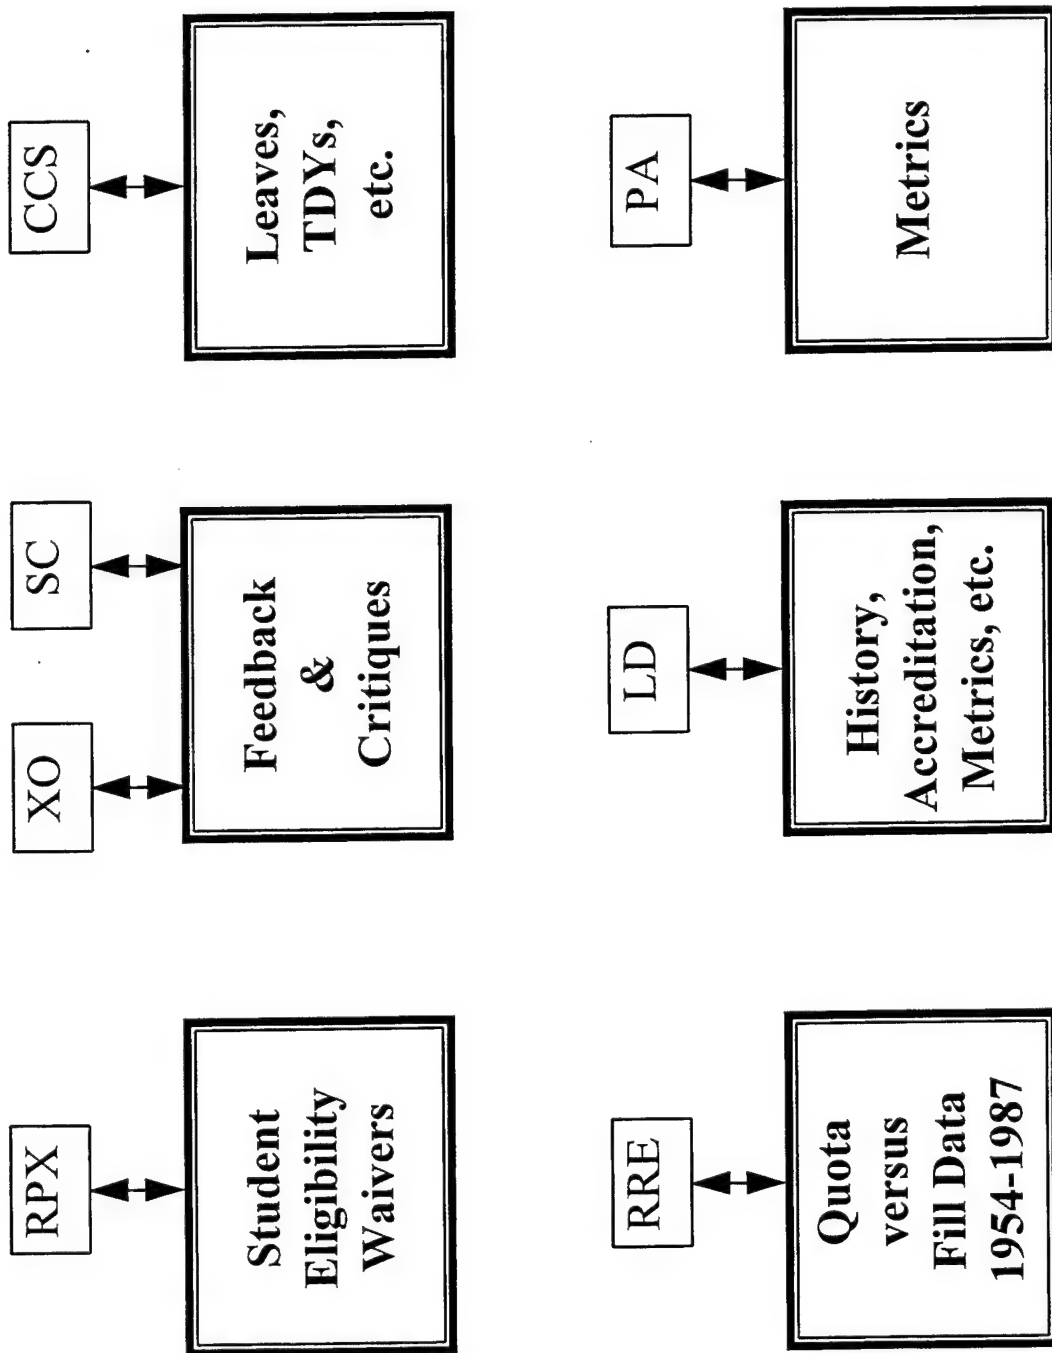 RPX
Student
Eligibility
Waivers
XO
SC
Feedback
&
Critiques
CCS
Leaves,
TDYs,
etc.
RRE
Quota
versus
Fill Data
1954-1987
LD
History,
Accreditation,
Metrics, etc.
PA
Metrics